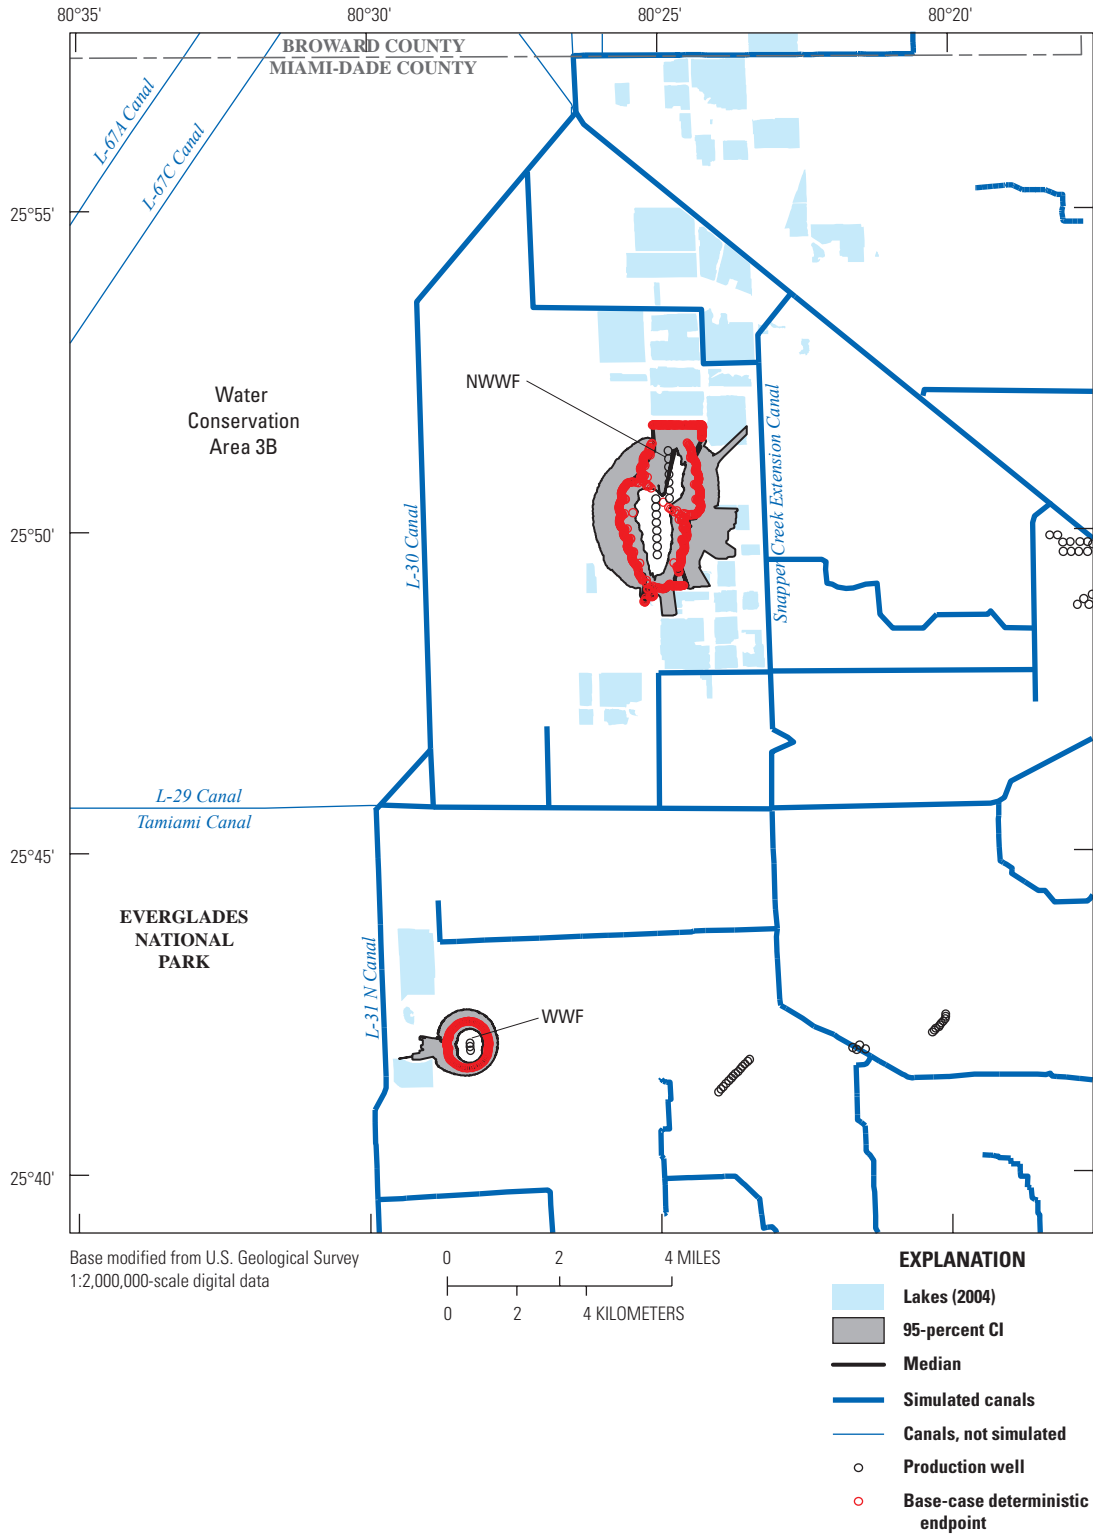 80°35'
80°30'
80°25'
80°20'
BROWARD COUNTY
MIAMI-DADE COUNTY
L-67A Canal
L-67C Canal
25°55'
NWWF
Water
Conservation
Area 3B
Snapper Creek Extension Canal
25°50'
L-30 Canal
L-29 Canal
Tamiami Canal
25°45'
EVERGLADES
NATIONAL
PARK
L-31 N Canal
WWF
25°40'
Base modified from U.S. Geological Survey
1:2,000,000-scale digital data
0 2 4 MILES
0 2 4 KILOMETERS
EXPLANATION
Lakes (2004)
95-percent CI
Median
Simulated canals
Canals, not simulated
Production well
Base-case deterministic
endpoint